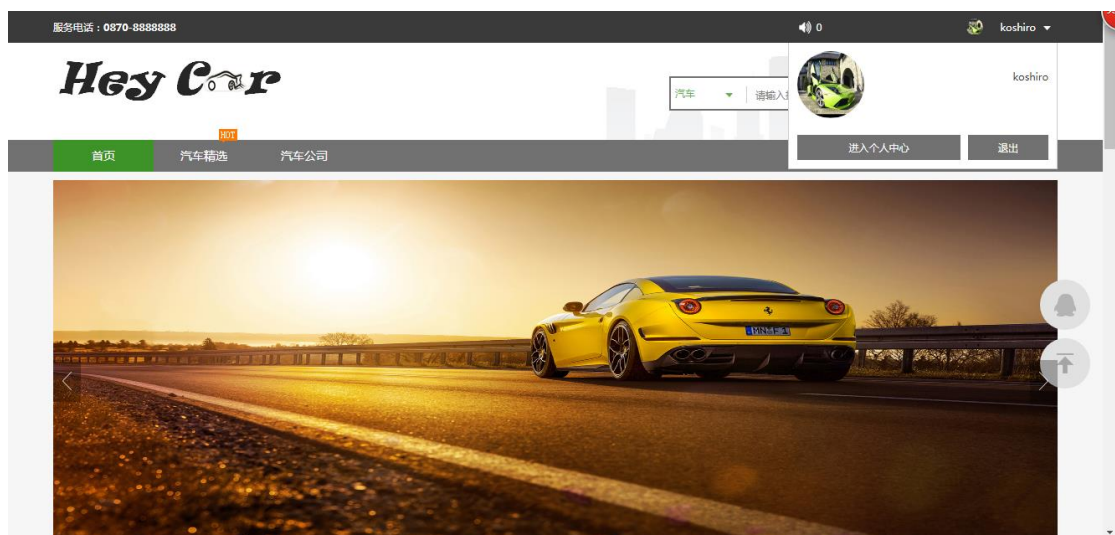 服务电话：0870-8888888
0
koshiro
Hey Car
汽车
请输入
koshiro
进入个人中心
退出
HOT
首页
汽车精选
汽车公司